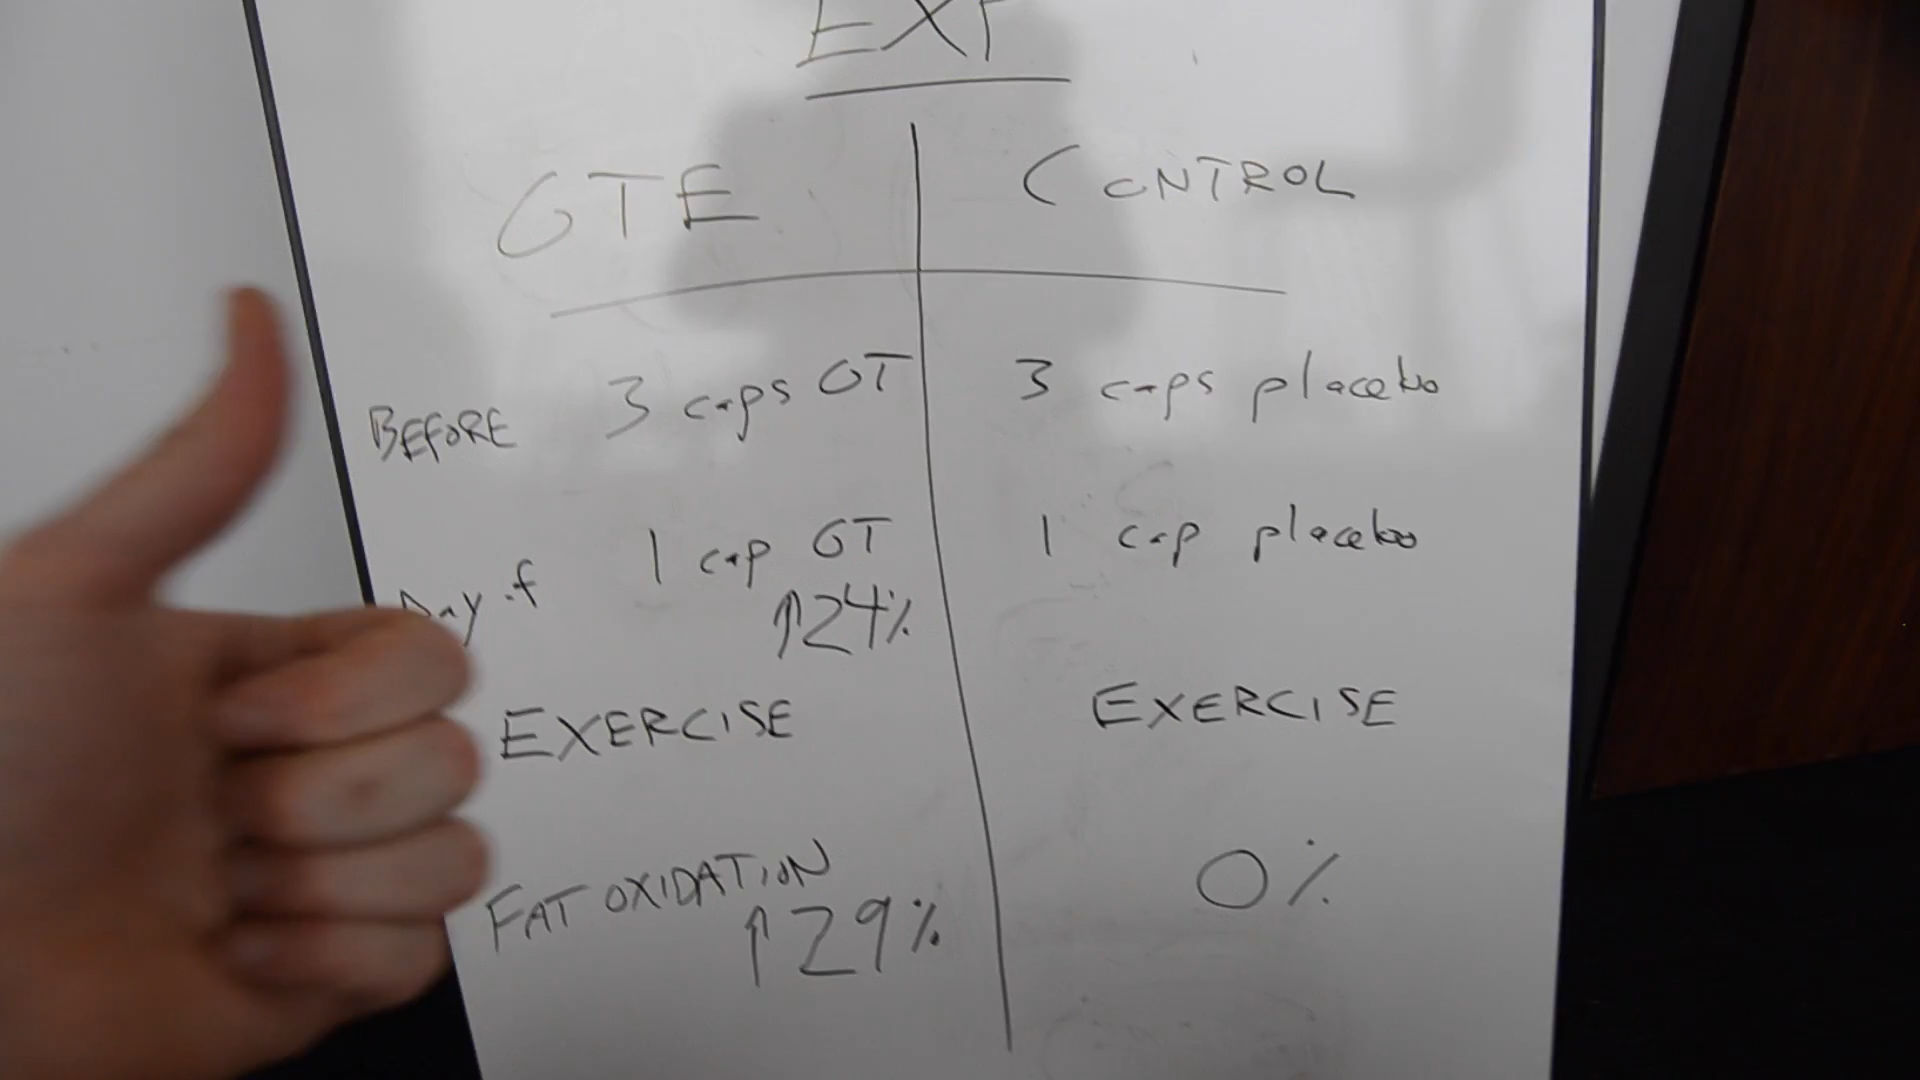 EXP
GTE CONTROL
BEFORE 3 caps GT 3 caps placebo
Day of 1 cap GT 1 cap placebo
↑24%
EXERCISE EXERCISE
FAT OXIDATION 0%
↑29%